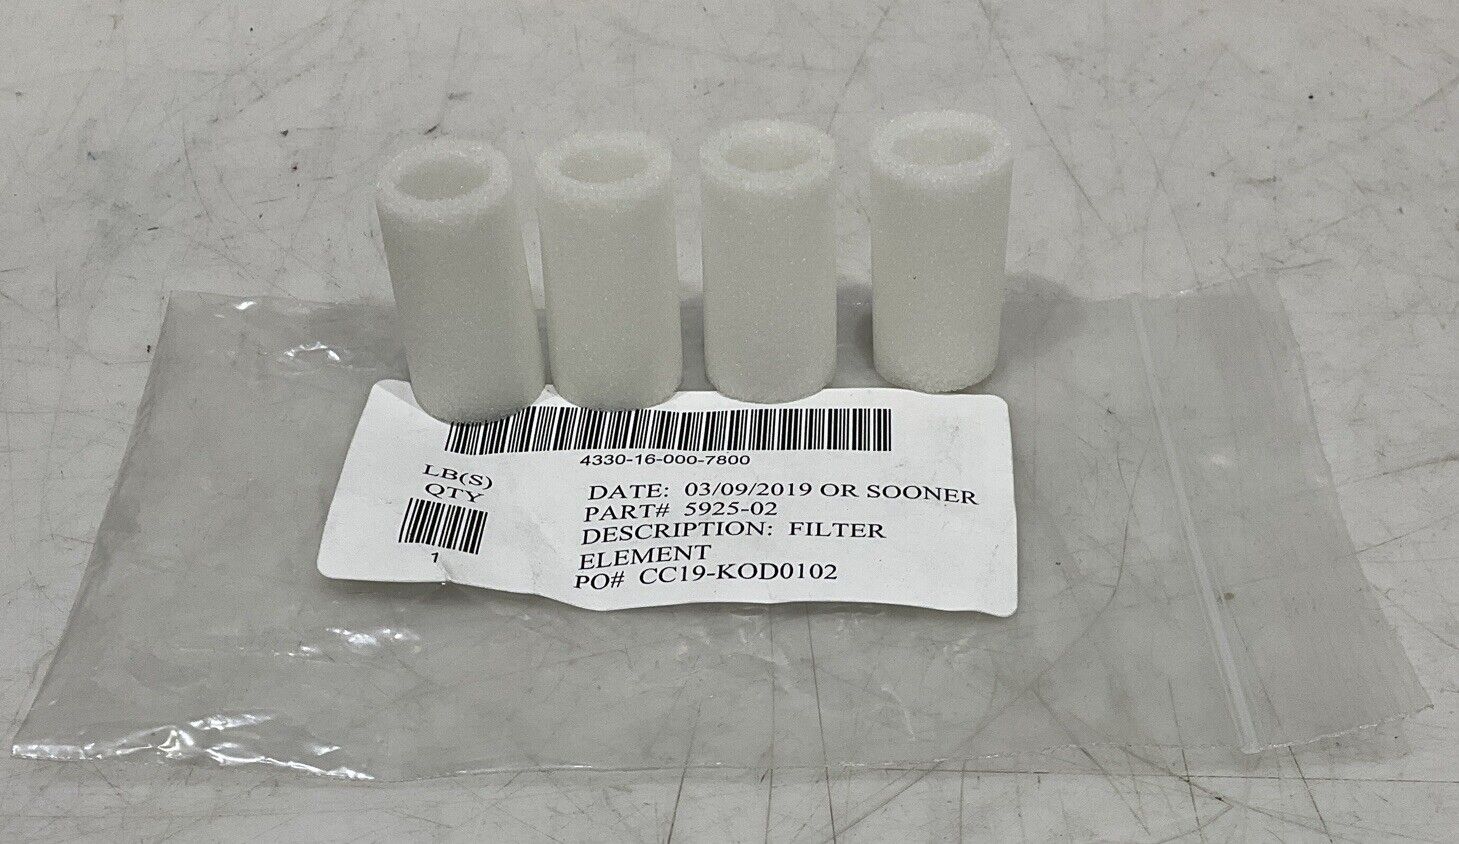 4330-16-000-7800
LB(S)
QTY
1
DATE: 03/09/2019 OR SOONER
PART# 5925-02
DESCRIPTION: FILTER
ELEMENT
PO# CC19-KOD0102